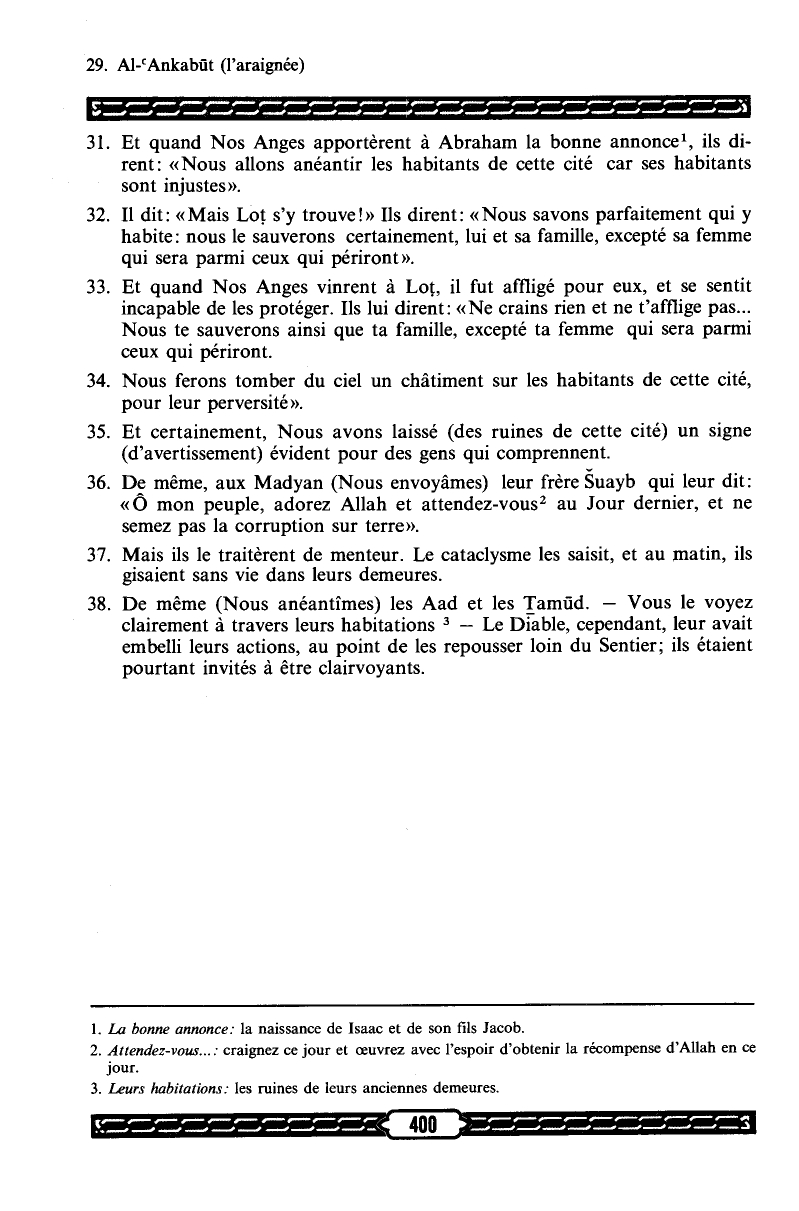 29. Al-ʿAnkabūt (l’araignée)
31. Et quand Nos Anges apportèrent à Abraham la bonne annonce¹, ils di-
rent: «Nous allons anéantir les habitants de cette cité car ses habitants
sont injustes».
32. Il dit: «Mais Loṭ s’y trouve!» Ils dirent: «Nous savons parfaitement qui y
habite: nous le sauverons certainement, lui et sa famille, excepté sa femme
qui sera parmi ceux qui périront».
33. Et quand Nos Anges vinrent à Loṭ, il fut affligé pour eux, et se sentit
incapable de les protéger. Ils lui dirent: «Ne crains rien et ne t’afflige pas...
Nous te sauverons ainsi que ta famille, excepté ta femme qui sera parmi
ceux qui périront.
34. Nous ferons tomber du ciel un châtiment sur les habitants de cette cité,
pour leur perversité».
35. Et certainement, Nous avons laissé (des ruines de cette cité) un signe
(d’avertissement) évident pour des gens qui comprennent.
36. De même, aux Madyan (Nous envoyâmes) leur frère Šuayb qui leur dit:
«Ô mon peuple, adorez Allah et attendez-vous² au Jour dernier, et ne
semez pas la corruption sur terre».
37. Mais ils le traitèrent de menteur. Le cataclysme les saisit, et au matin, ils
gisaient sans vie dans leurs demeures.
38. De même (Nous anéantîmes) les Aad et les Ṯamūd. — Vous le voyez
clairement à travers leurs habitations ³ — Le Diable, cependant, leur avait
embelli leurs actions, au point de les repousser loin du Sentier; ils étaient
pourtant invités à être clairvoyants.
1. La bonne annonce: la naissance de Isaac et de son fils Jacob.
2. Attendez-vous...: craignez ce jour et œuvrez avec l’espoir d’obtenir la récompense d’Allah en ce
jour.
3. Leurs habitations: les ruines de leurs anciennes demeures.
400